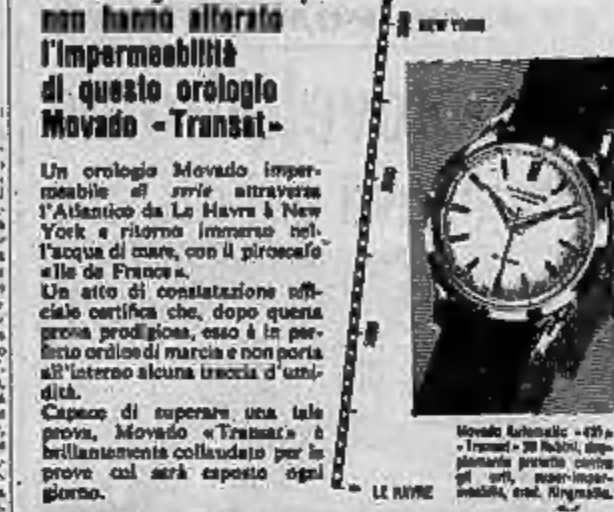 non hanno alterato
l'impermeabilità
di questo orologio
Movado «Transat»
Un orologio Movado imper-
meabile di serie attraversa
l'Atlantico da Le Havre à New
York e ritorno immerso nel-
l'acqua di mare, con il piroscafo
«Ile de France».
Un atto di constatazione uffi-
ciale certifica che, dopo questa
prova prodigiosa, esso è in per-
fetto ordine di marcia e non porta
all'interno alcuna traccia d'umi-
dità.
Capace di superare una tale
prova, Movado «Transat» è
brillantemente collaudato per le
prove cui sarà esposto ogni
giorno.
NEW YORK
LE HAVRE
Movado Automatic
«Transat» 28 Rubini,
protetto contro
gli urti, super-imper-
meabile,